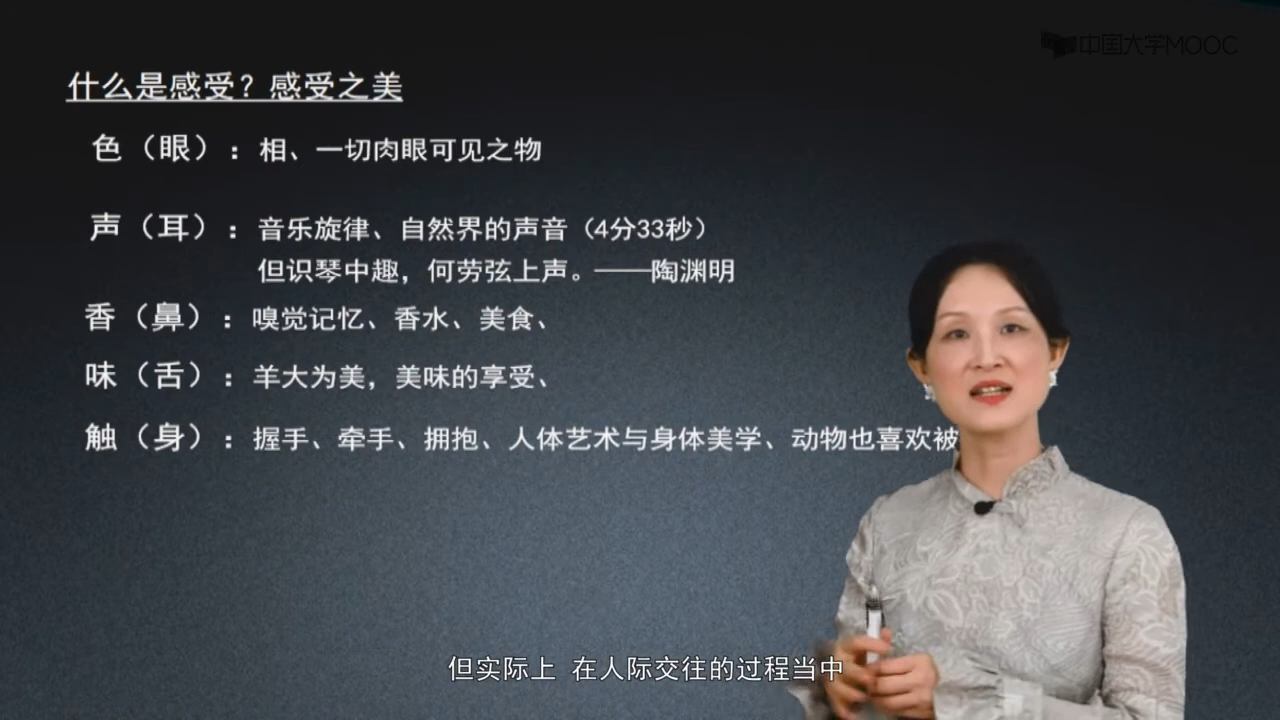 中国大学MOOC
什么是感受？感受之美
色（眼）：相、一切肉眼可见之物
声（耳）：音乐旋律、自然界的声音（4分33秒）
但识琴中趣，何劳弦上声。——陶渊明
香（鼻）：嗅觉记忆、香水、美食、
味（舌）：羊大为美，美味的享受、
触（身）：握手、牵手、拥抱、人体艺术与身体美学、动物也喜欢被
但实际上 在人际交往的过程当中